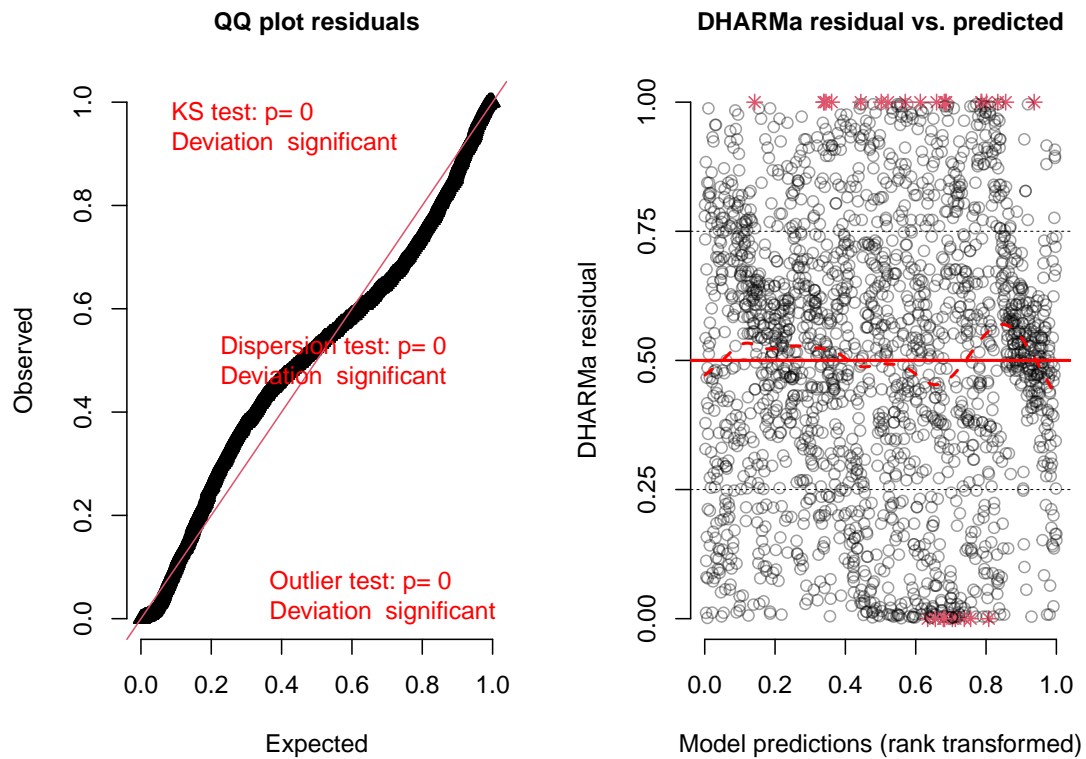 QQ plot residuals
KS test: p= 0
Deviation  significant
Dispersion test: p= 0
Deviation  significant
Outlier test: p= 0
Deviation  significant
Observed
0.0 0.2 0.4 0.6 0.8 1.0
0.0 0.2 0.4 0.6 0.8 1.0
Expected
DHARMa residual vs. predicted
DHARMa residual
0.00 0.25 0.50 0.75 1.00
0.0 0.2 0.4 0.6 0.8 1.0
Model predictions (rank transformed)